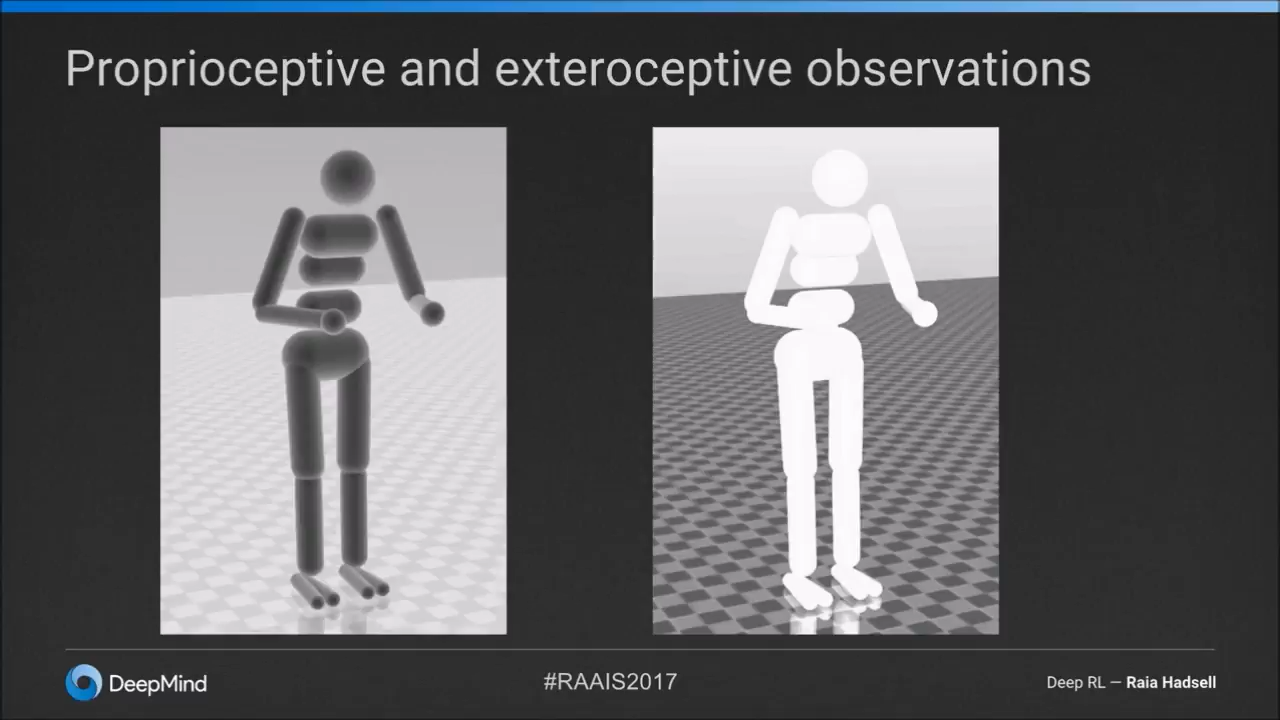 Proprioceptive and exteroceptive observations
DeepMind
#RAAIS2017
Deep RL — Raia Hadsell